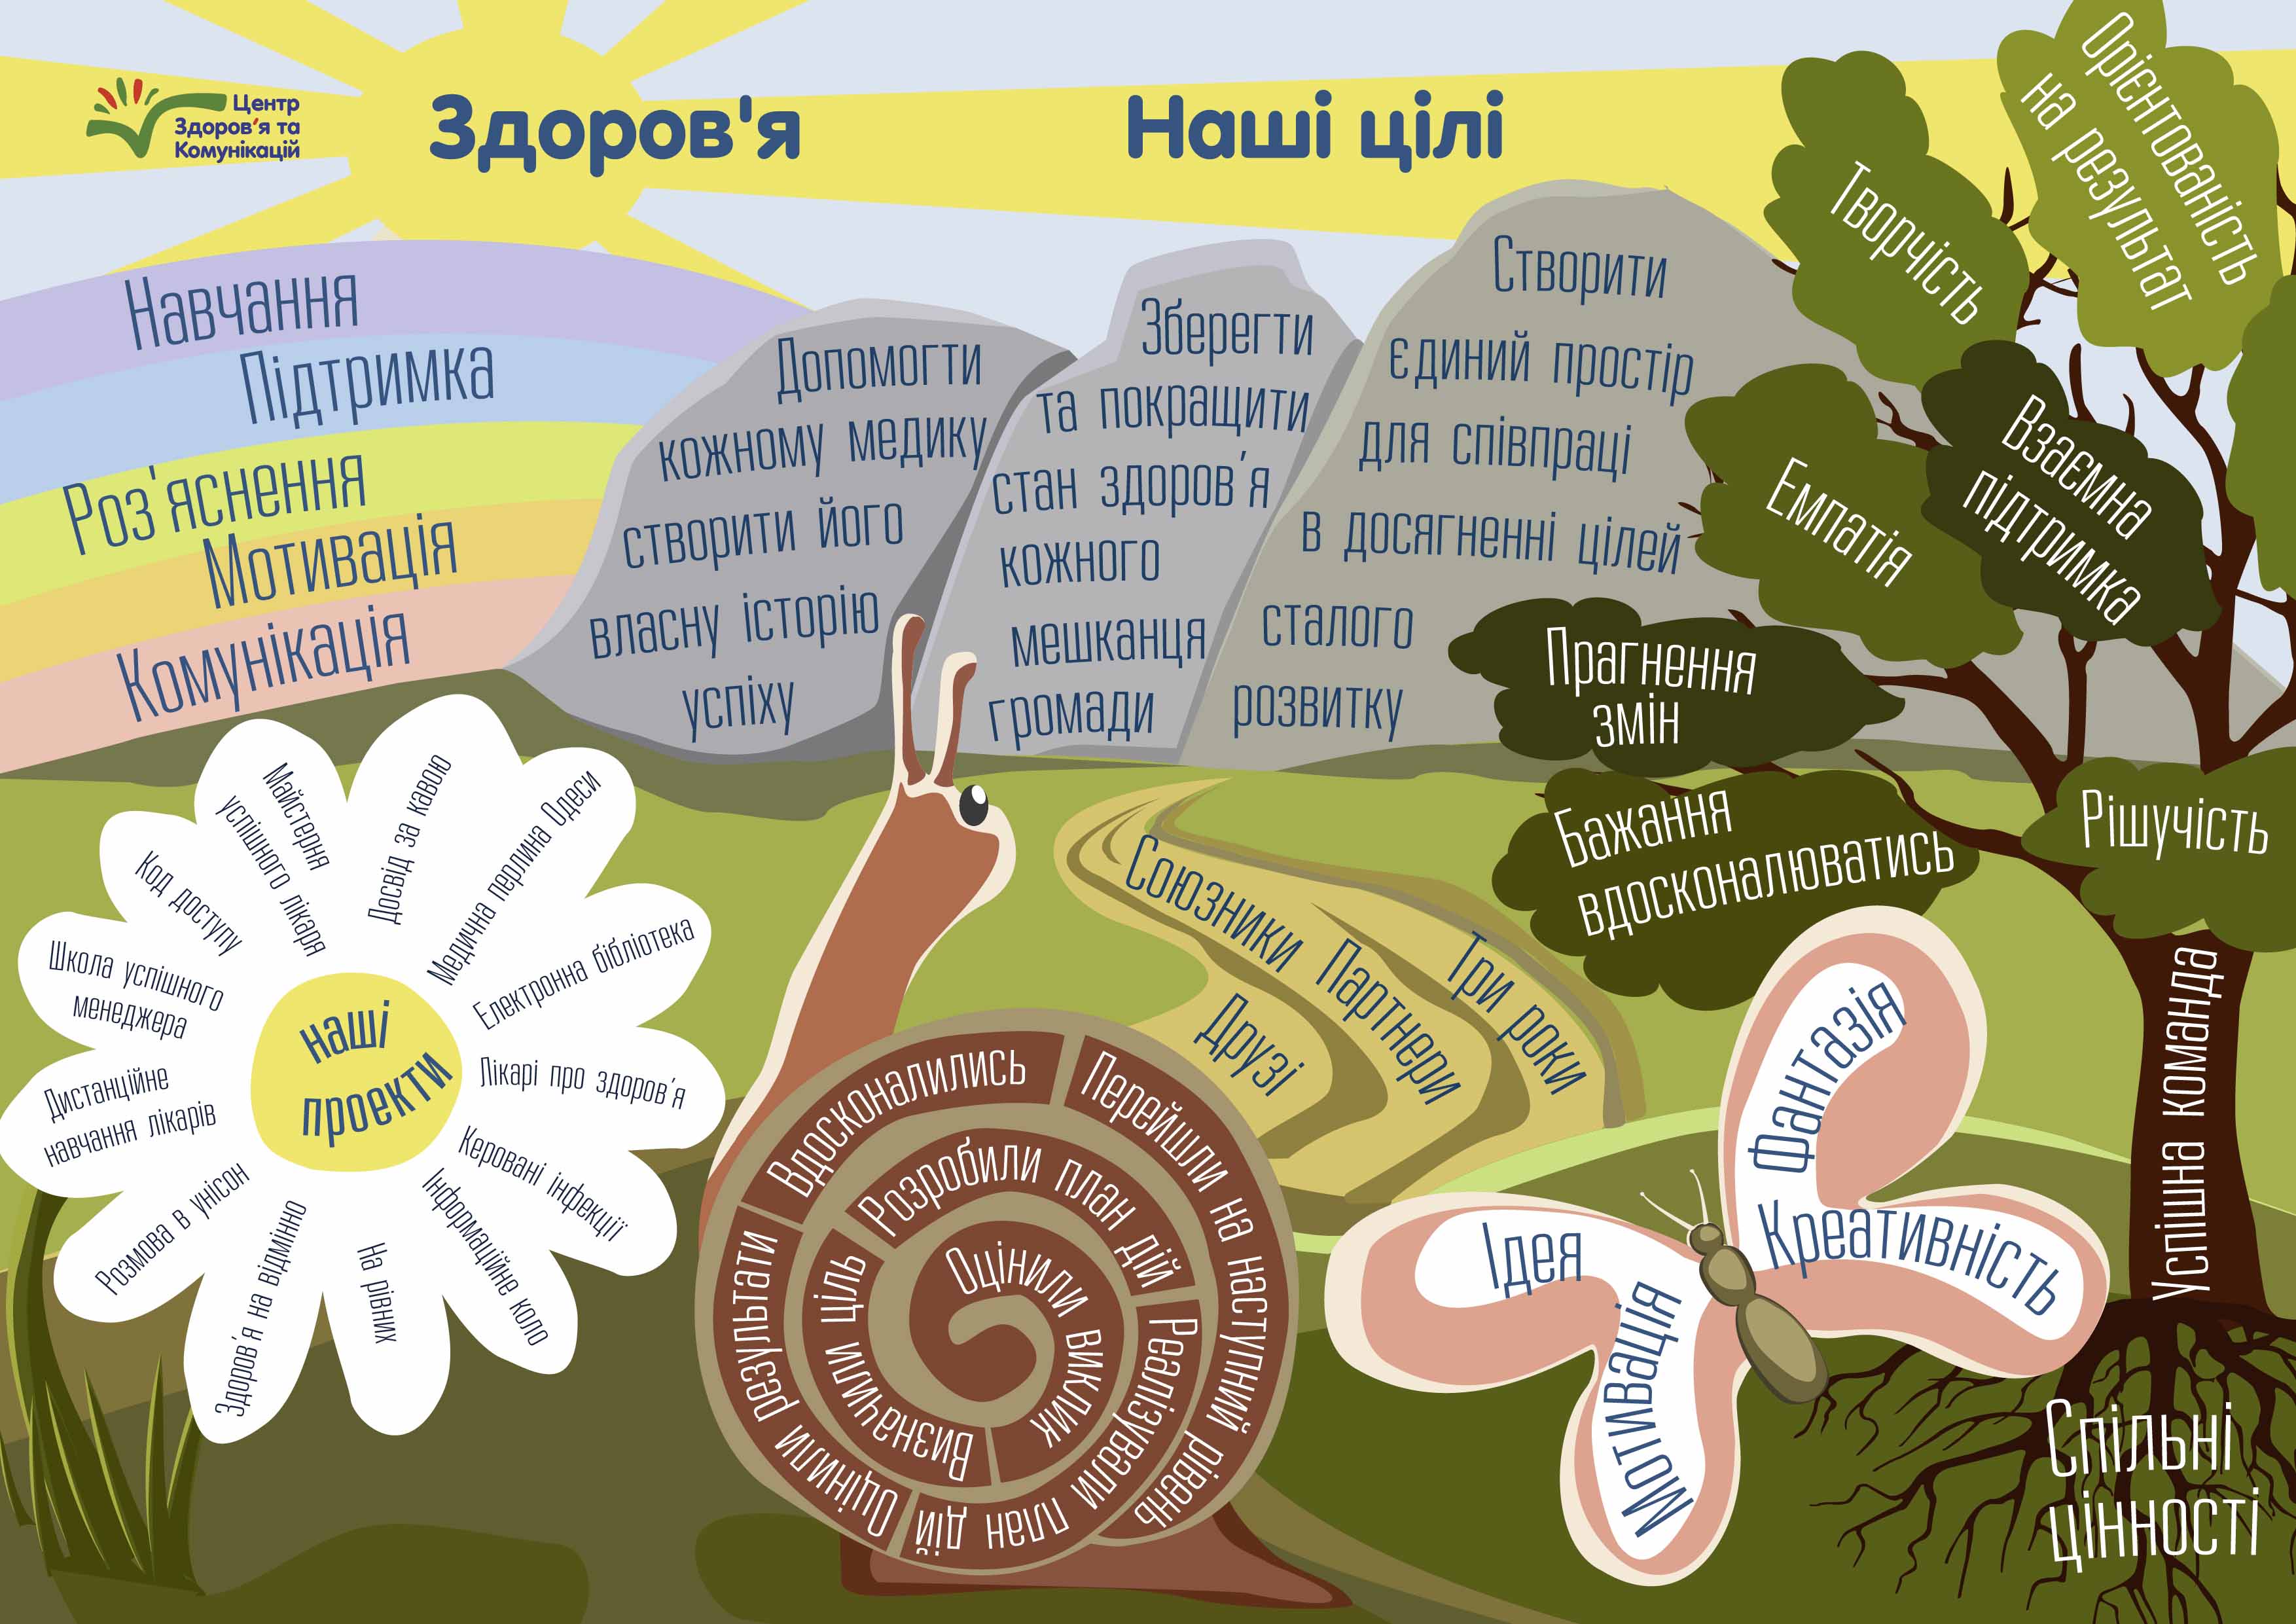 Центр
Здоров'я та
Комунікацій
Здоров'я
Наші цілі
Навчання
Підтримка
Роз'яснення
Мотивація
Комунікація
Допомогти
кожному медику
створити його
власну історію
успіху
Зберегти
та покращити
стан здоров'я
кожного
мешканця
громади
Створити
єдиний простір
для співпраці
в досягненні цілей
сталого
розвитку
Творчість
Орієнтованість
на результат
Емпатія
Взаємна
підтримка
Прагнення
змін
Бажання
вдосконалюватись
Рішучість
Успішна команда
Спільні
цінності
наші
проекти
Майстерня
успішного лікаря
Досвід за кавою
Медична перлина Одеси
Електронна бібліотека
Лікарі про здоров'я
Керовані інфекції
Інформаційне коло
На рівних
Здоров'я на відмінно
Розмова в унісон
Дистанційне
навчання лікарів
Школа успішного
менеджера
Код доступу
Союзники
Друзі
Партнери
Три роки
Оцінили виклик
Визначили ціль
Розробили план дій
Реалізували план дій
Оцінили результати
Вдосконалились
Перейшли на наступний рівень
Фантазія
Креативність
Ідея
Мотивація